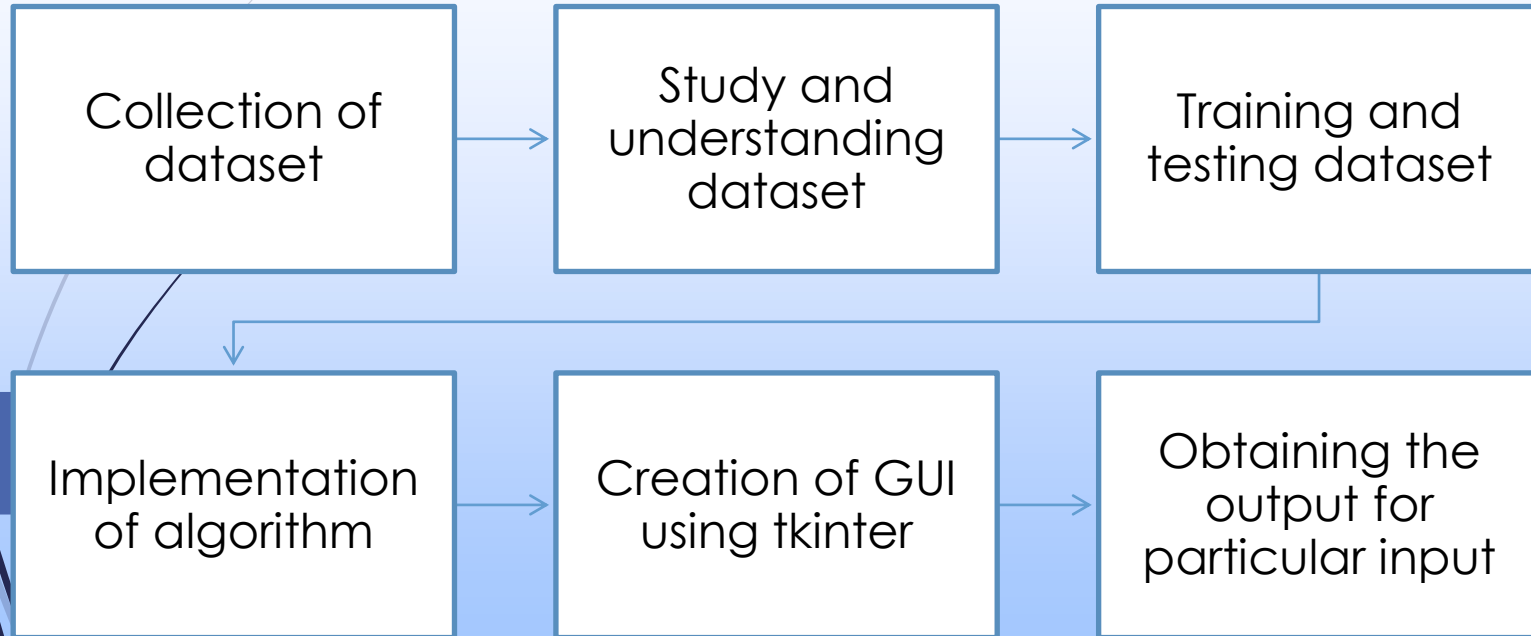 Collection of
dataset
Study and
understanding
dataset
Training and
testing dataset
Implementation
of algorithm
Creation of GUI
using tkinter
Obtaining the
output for
particular input